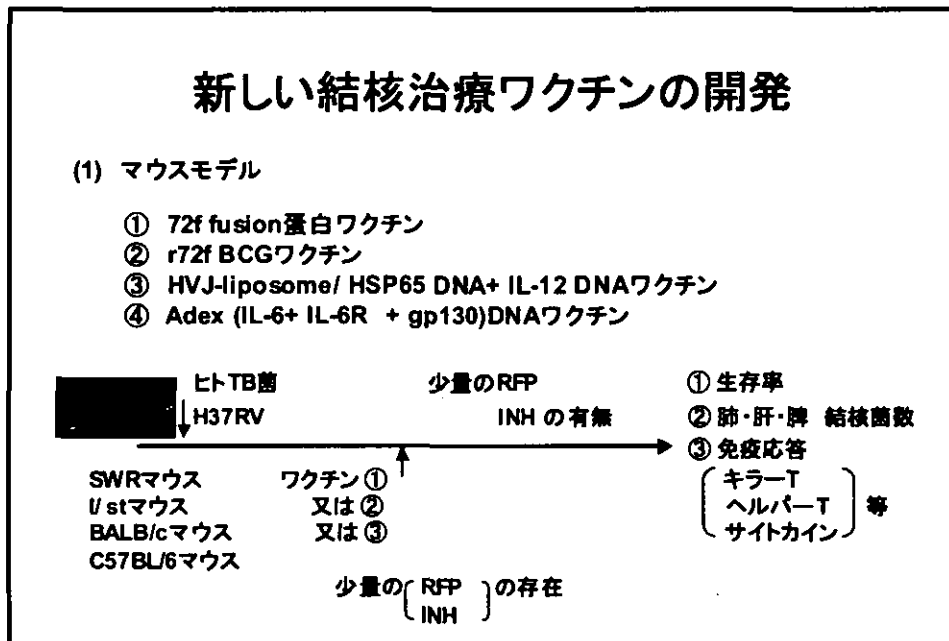 新しい結核治療ワクチンの開発
(1) マウスモデル
① 72f fusion蛋白ワクチン
② r72f BCGワクチン
③ HVJ-liposome/ HSP65 DNA+ IL-12 DNAワクチン
④ Adex (IL-6+ IL-6R + gp130)DNAワクチン
ヒトTB菌
H37RV
少量のRFP
INH の有無
① 生存率
② 肺・肝・脾 結核菌数
③ 免疫応答
キラーT
ヘルパーT 等
サイトカイン
SWRマウス
I/ stマウス
BALB/cマウス
C57BL/6マウス
ワクチン①
又は②
又は③
少量の RFP の存在
INH